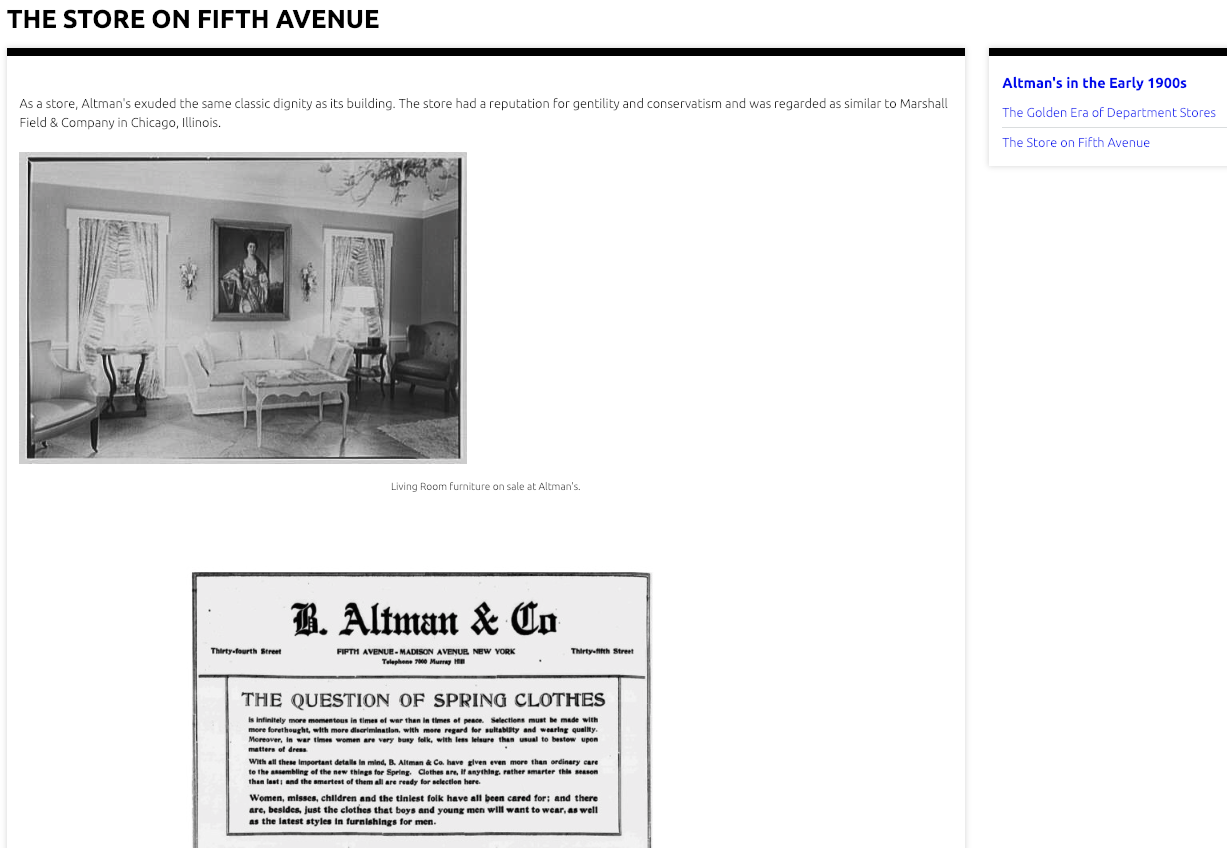 THE STORE ON FIFTH AVENUE
As a store, Altman's exuded the same classic dignity as its building. The store had a reputation for gentility and conservatism and was regarded as similar to Marshall
Field & Company in Chicago, Illinois.
Living Room furniture on sale at Altman's.
B. Altman & Co
Thirty-fourth Street
FIFTH AVENUE - MADISON AVENUE, NEW YORK
Thirty-fifth Street
Telephone 7000 Murray Hill
THE QUESTION OF SPRING CLOTHES
is infinitely more momentous in times of war than in times of peace. Selections must be made with
more forethought, with more discrimination, with more regard for suitability and wearing quality.
Moreover, in war times women are very busy folk, with less leisure than usual to bestow upon
matters of dress.
With all these important details in mind, B. Altman & Co. have given even more than ordinary care
to the assembling of the new things for Spring. Clothes are, if anything, rather smarter this season
than last; and the smartest of them all are ready for selection here.
Women, misses, children and the tiniest folk have all been cared for; and there
are, besides, just the clothes that boys and young men will want to wear, as well
as the latest styles in furnishings for men.
Altman's in the Early 1900s
The Golden Era of Department Stores
The Store on Fifth Avenue